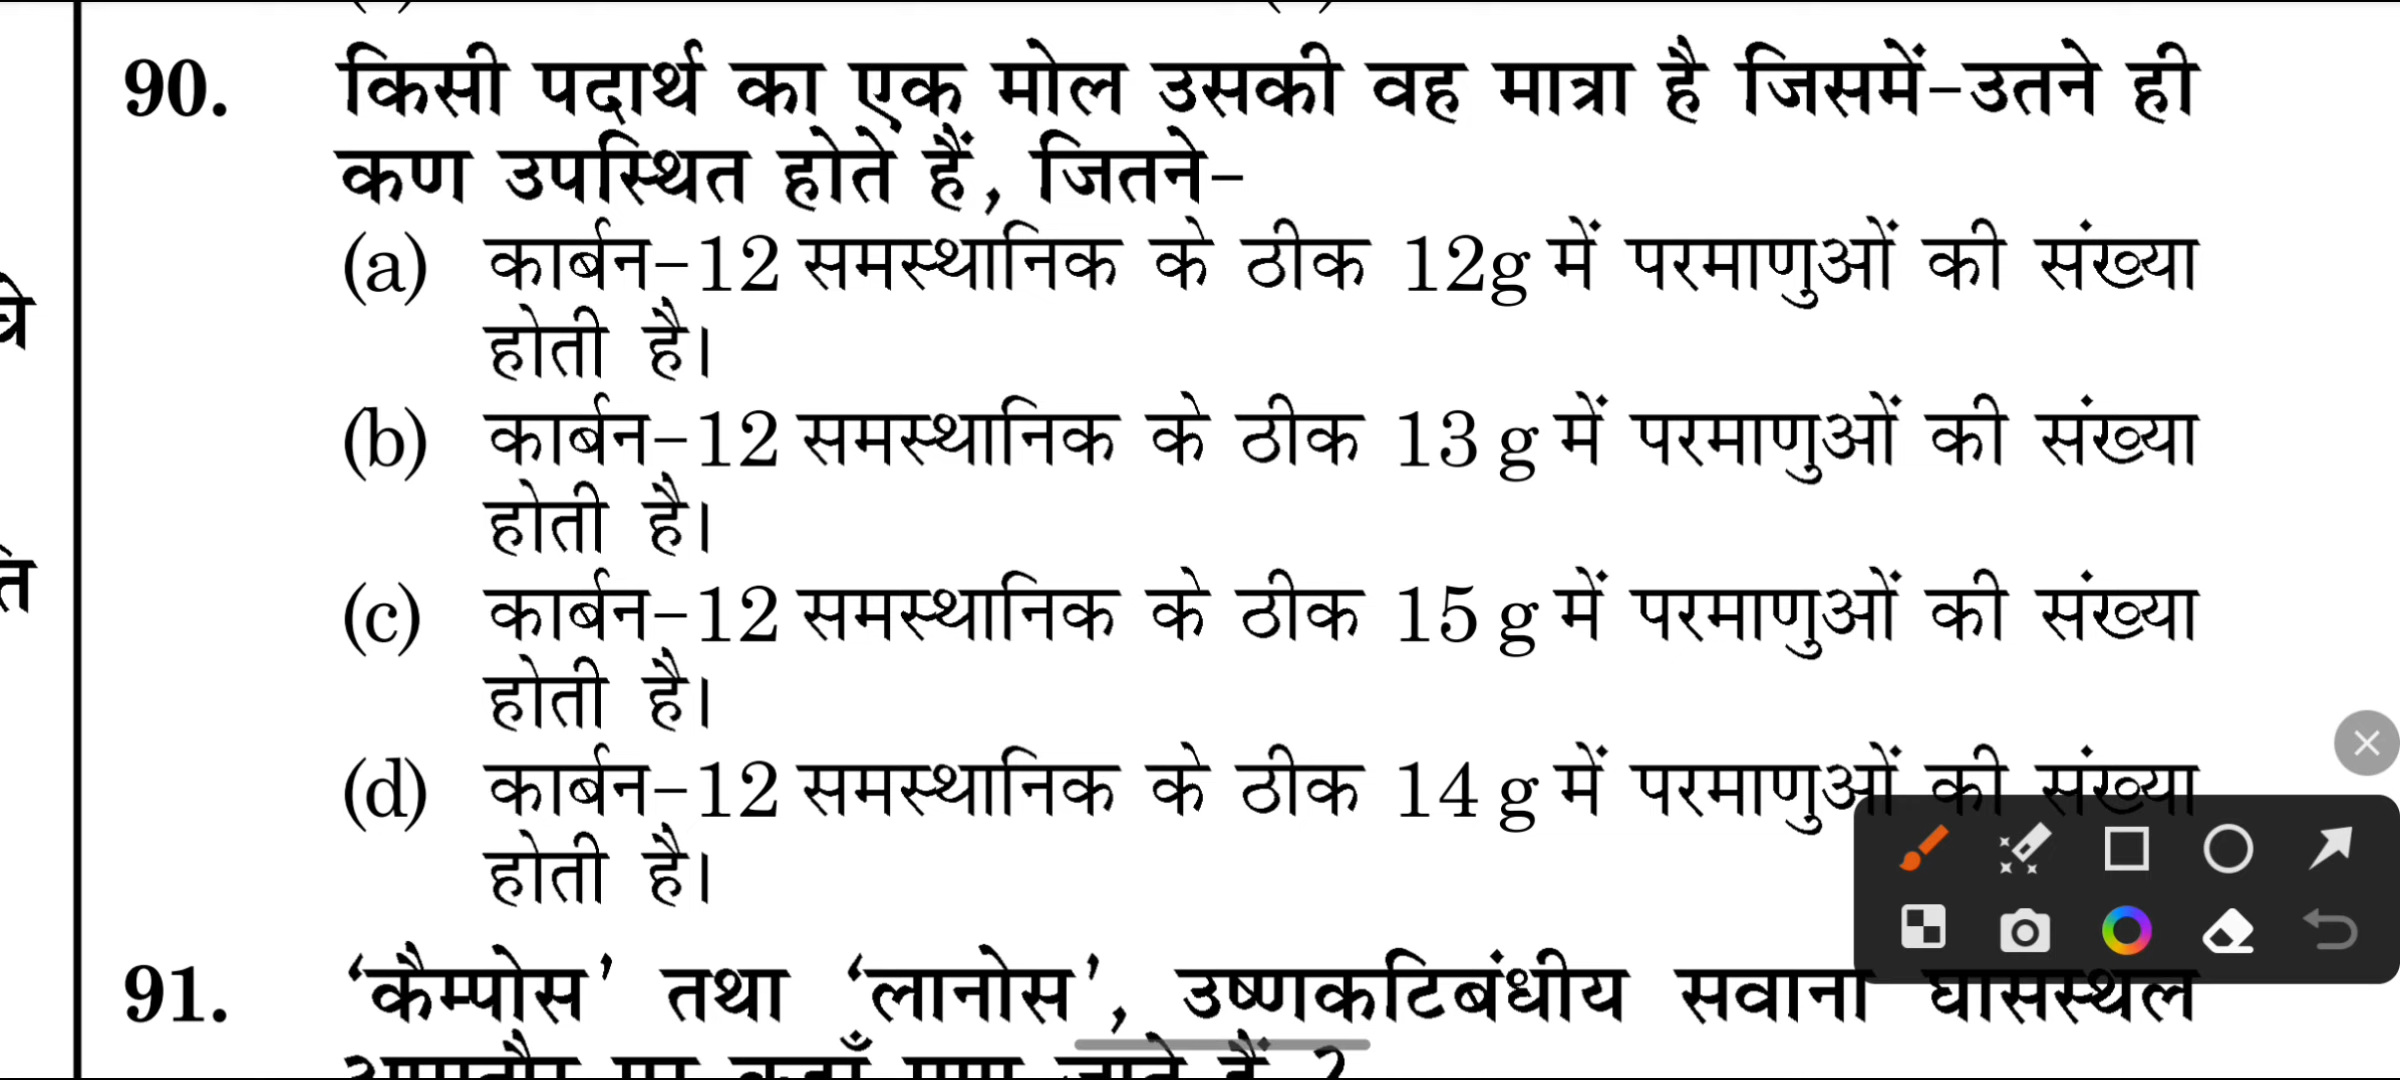 90. किसी पदार्थ का एक मोल उसकी वह मात्रा है जिसमें-उतने ही
कण उपस्थित होते हैं, जितने-
(a) कार्बन-12 समस्थानिक के ठीक 12g में परमाणुओं की संख्या
होती है।
(b) कार्बन-12 समस्थानिक के ठीक 13 g में परमाणुओं की संख्या
होती है।
(c) कार्बन-12 समस्थानिक के ठीक 15 g में परमाणुओं की संख्या
होती है।
(d) कार्बन-12 समस्थानिक के ठीक 14 g में परमाणुओं की संख्या
होती है।
91. ‘कैम्पोस’ तथा ‘लानोस’, उष्णकटिबंधीय सवाना घासस्थल